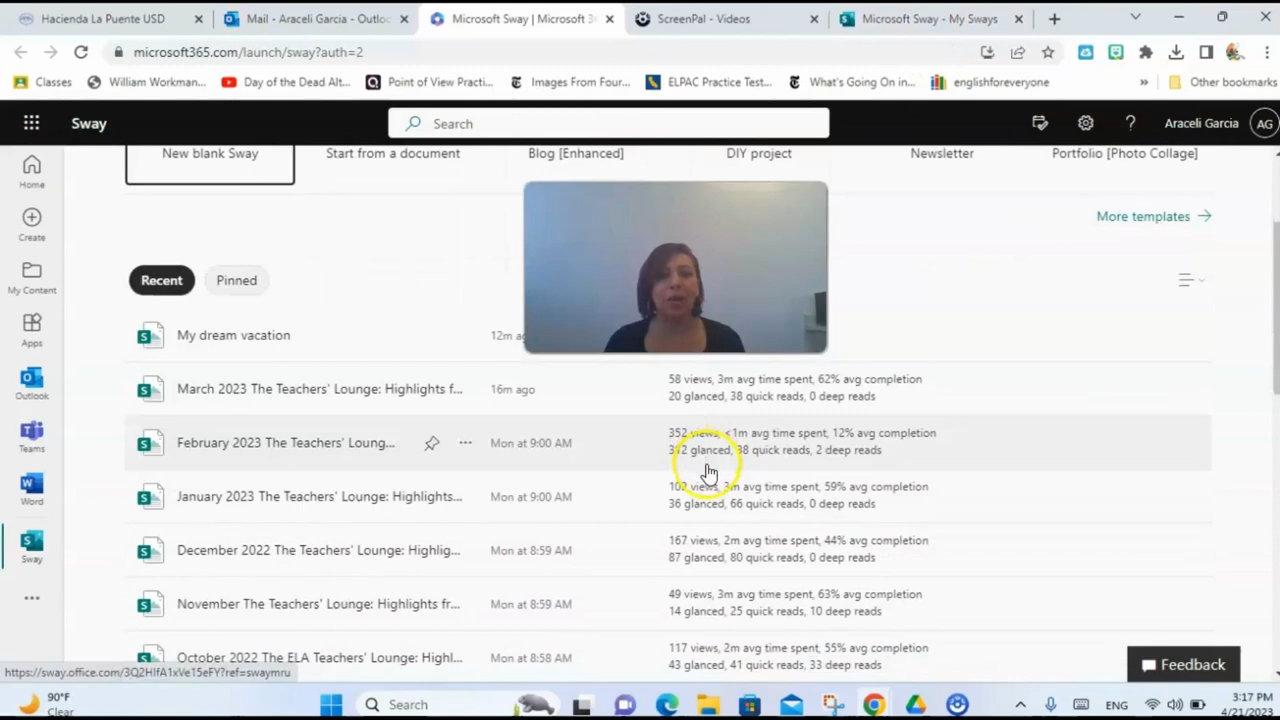 Hacienda La Puente USD
Mail - Araceli Garcia - Outloo
Microsoft Sway | Microsoft 3
ScreenPal - Videos
Microsoft Sway - My Sways
microsoft365.com/launch/sway?auth=2
Classes
William Workman...
Day of the Dead Alt...
Point of View Practi...
Images From Four...
ELPAC Practice Test...
What's Going On in...
englishforeveryone
Other bookmarks
Sway
Search
Araceli Garcia
AG
New blank Sway
Start from a document
Blog [Enhanced]
DIY project
Newsletter
Portfolio [Photo Collage]
Home
Create
My Content
Apps
Outlook
Teams
Word
Sway
More templates
Recent
Pinned
My dream vacation
12m
March 2023 The Teachers' Lounge: Highlights f...
16m ago
58 views, 3m avg time spent, 62% avg completion
20 glanced, 38 quick reads, 0 deep reads
February 2023 The Teachers' Loung...
Mon at 9:00 AM
352 views, <1m avg time spent, 12% avg completion
312 glanced, 38 quick reads, 2 deep reads
January 2023 The Teachers' Lounge: Highlights...
Mon at 9:00 AM
102 views, 3m avg time spent, 59% avg completion
36 glanced, 66 quick reads, 0 deep reads
December 2022 The Teachers' Lounge: Highlig...
Mon at 8:59 AM
167 views, 2m avg time spent, 44% avg completion
87 glanced, 80 quick reads, 0 deep reads
November The Teachers' Lounge: Highlights fr...
Mon at 8:59 AM
49 views, 3m avg time spent, 63% avg completion
14 glanced, 25 quick reads, 10 deep reads
October 2022 The ELA Teachers' Lounge: Highl...
Mon at 8:58 AM
117 views, 2m avg time spent, 55% avg completion
43 glanced, 41 quick reads, 33 deep reads
Feedback
90°F
Clear
Search
ENG
3:17 PM
4/21/2023